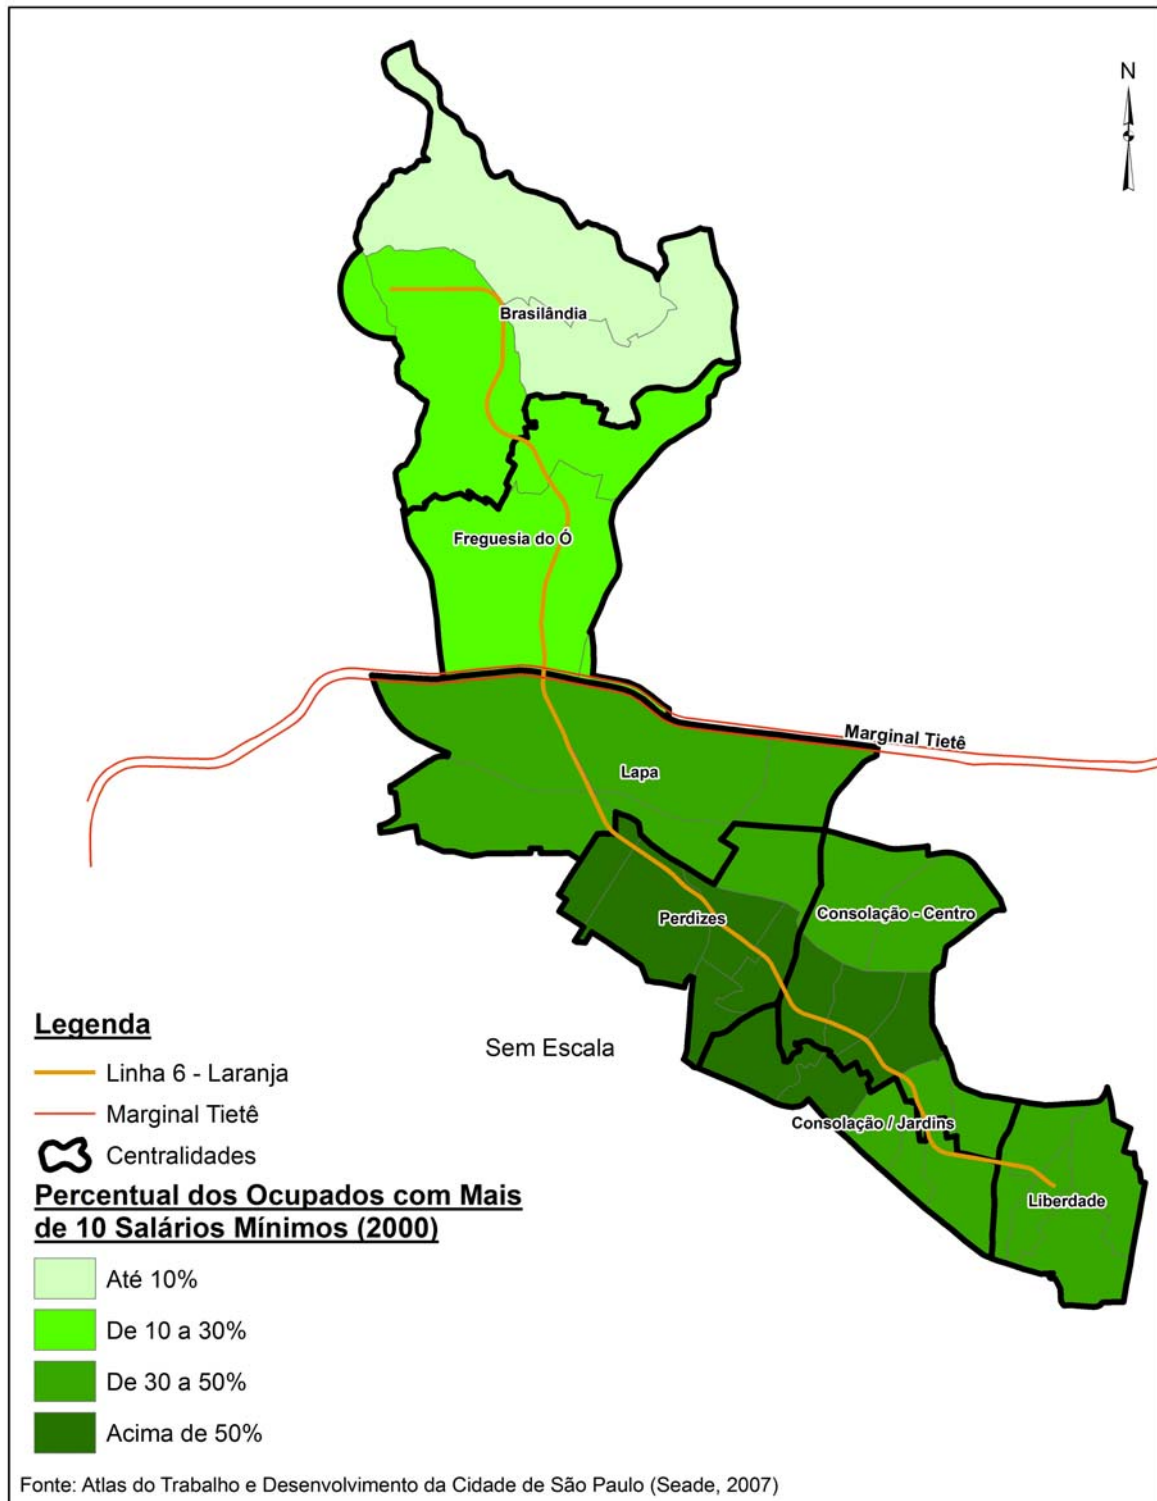 N
Brasilândia
Freguesia do Ó
Marginal Tietê
Lapa
Consolação - Centro
Perdizes
Legenda
Sem Escala
Linha 6 - Laranja
Marginal Tietê
Consolação / Jardins
Centralidades
Percentual dos Ocupados com Mais
de 10 Salários Mínimos (2000)
Liberdade
Até 10%
De 10 a 30%
De 30 a 50%
Acima de 50%
Fonte: Atlas do Trabalho e Desenvolvimento da Cidade de São Paulo (Seade, 2007)